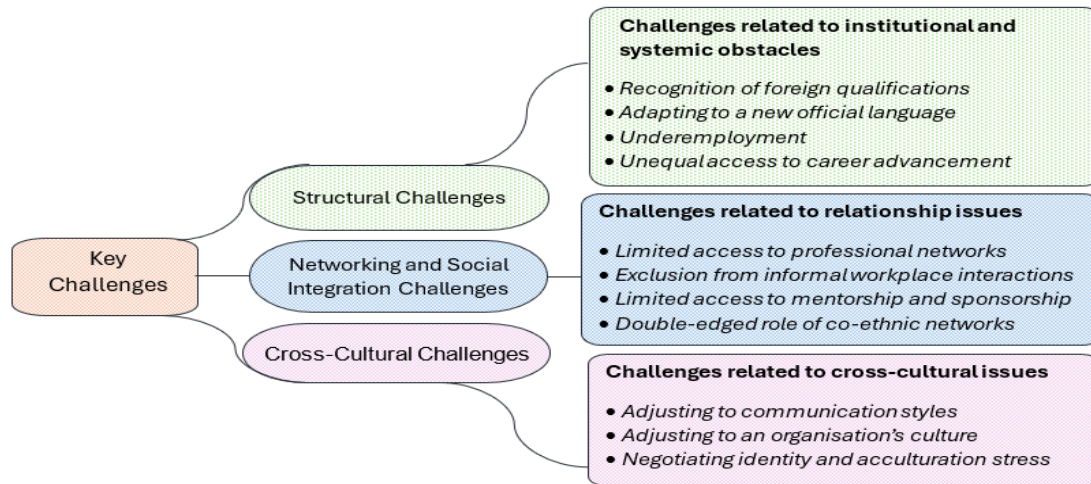 Key
Challenges
Structural Challenges
Challenges related to institutional and
systemic obstacles
• Recognition of foreign qualifications
• Adapting to a new official language
• Underemployment
• Unequal access to career advancement
Networking and Social
Integration Challenges
Challenges related to relationship issues
• Limited access to professional networks
• Exclusion from informal workplace interactions
• Limited access to mentorship and sponsorship
• Double-edged role of co-ethnic networks
Cross-Cultural Challenges
Challenges related to cross-cultural issues
• Adjusting to communication styles
• Adjusting to an organisation's culture
• Negotiating identity and acculturation stress